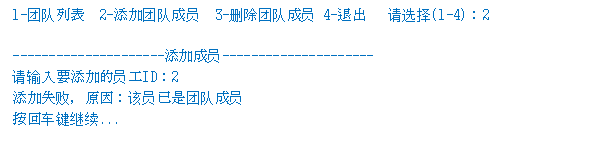 1-团队列表  2-添加团队成员  3-删除团队成员 4-退出   请选择(1-4)：2
---------------------添加成员---------------------
请输入要添加的员工ID：2
添加失败，原因：该员已是团队成员
按回车键继续...